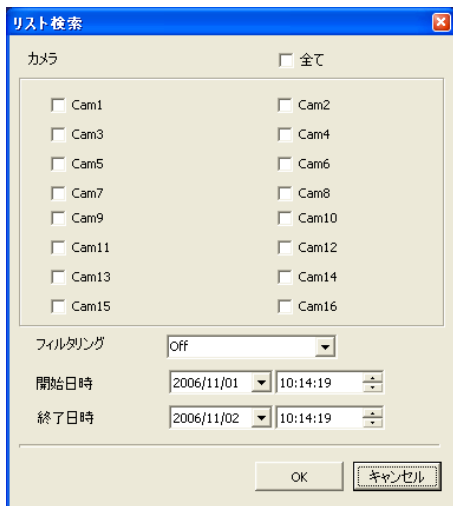 リスト検索
カメラ 全て
Cam1 Cam2
Cam3 Cam4
Cam5 Cam6
Cam7 Cam8
Cam9 Cam10
Cam11 Cam12
Cam13 Cam14
Cam15 Cam16
フィルタリング Off
開始日時 2006/11/01 10:14:19
終了日時 2006/11/02 10:14:19
OK キャンセル